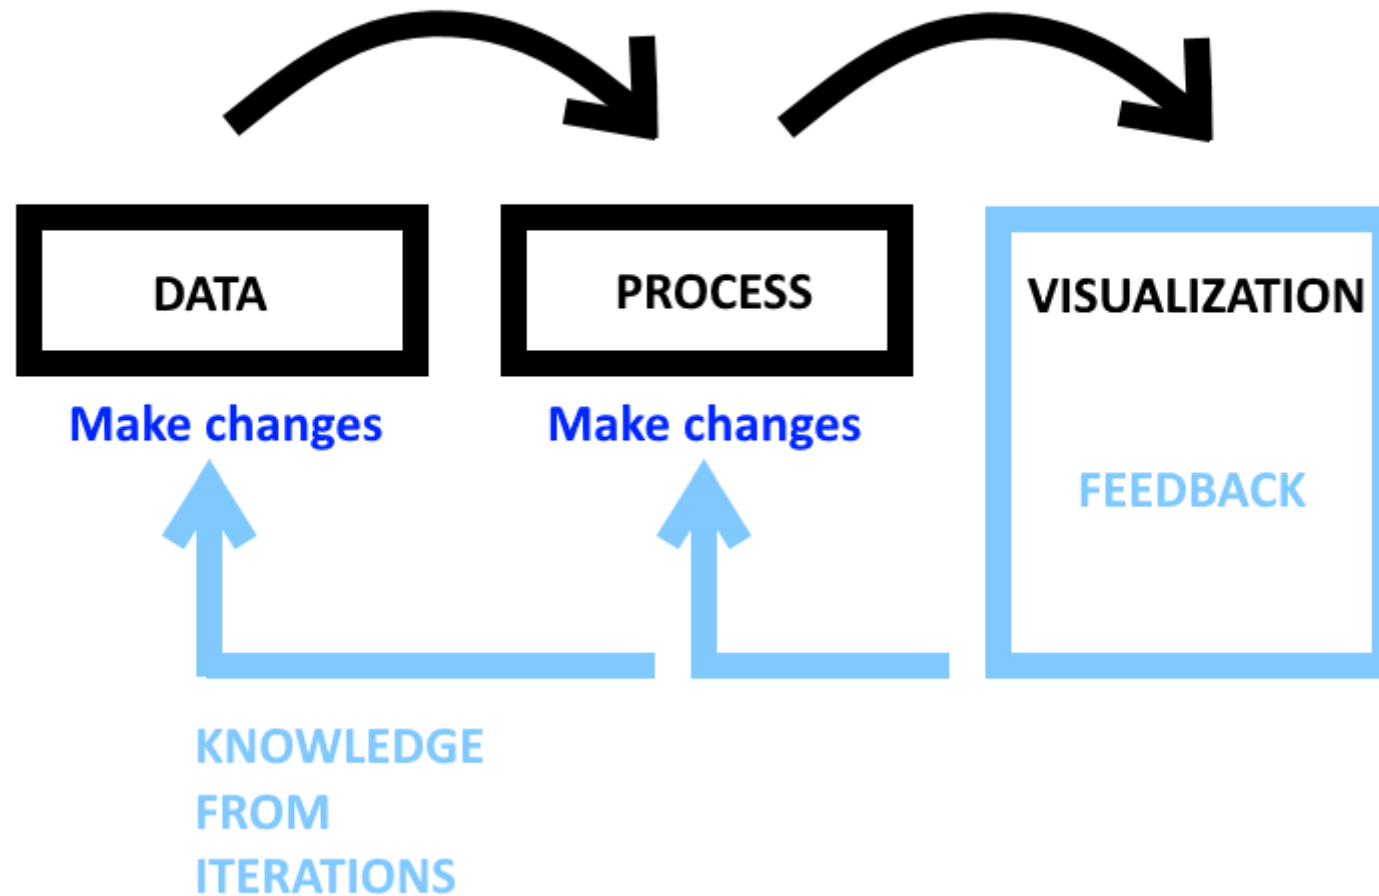 DATA
PROCESS
VISUALIZATION
Make changes
Make changes
FEEDBACK
KNOWLEDGE
FROM
ITERATIONS